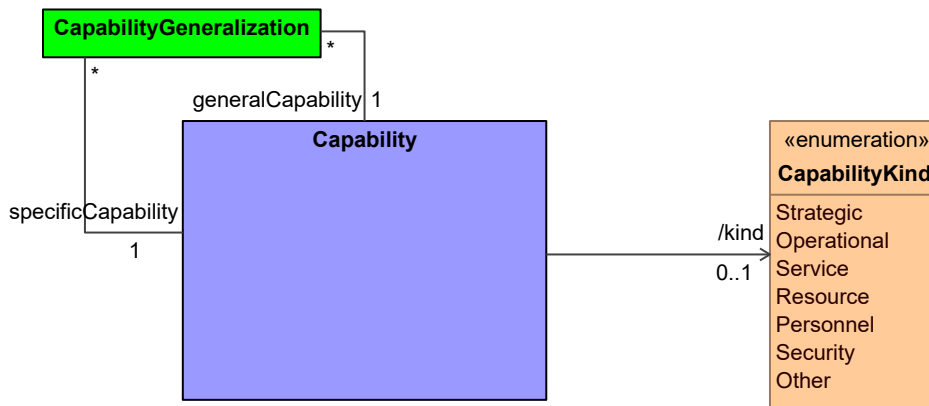 CapabilityGeneralization
*
*
generalCapability 1
Capability
specificCapability
1
/kind
0..1
«enumeration»
CapabilityKind
Strategic
Operational
Service
Resource
Personnel
Security
Other